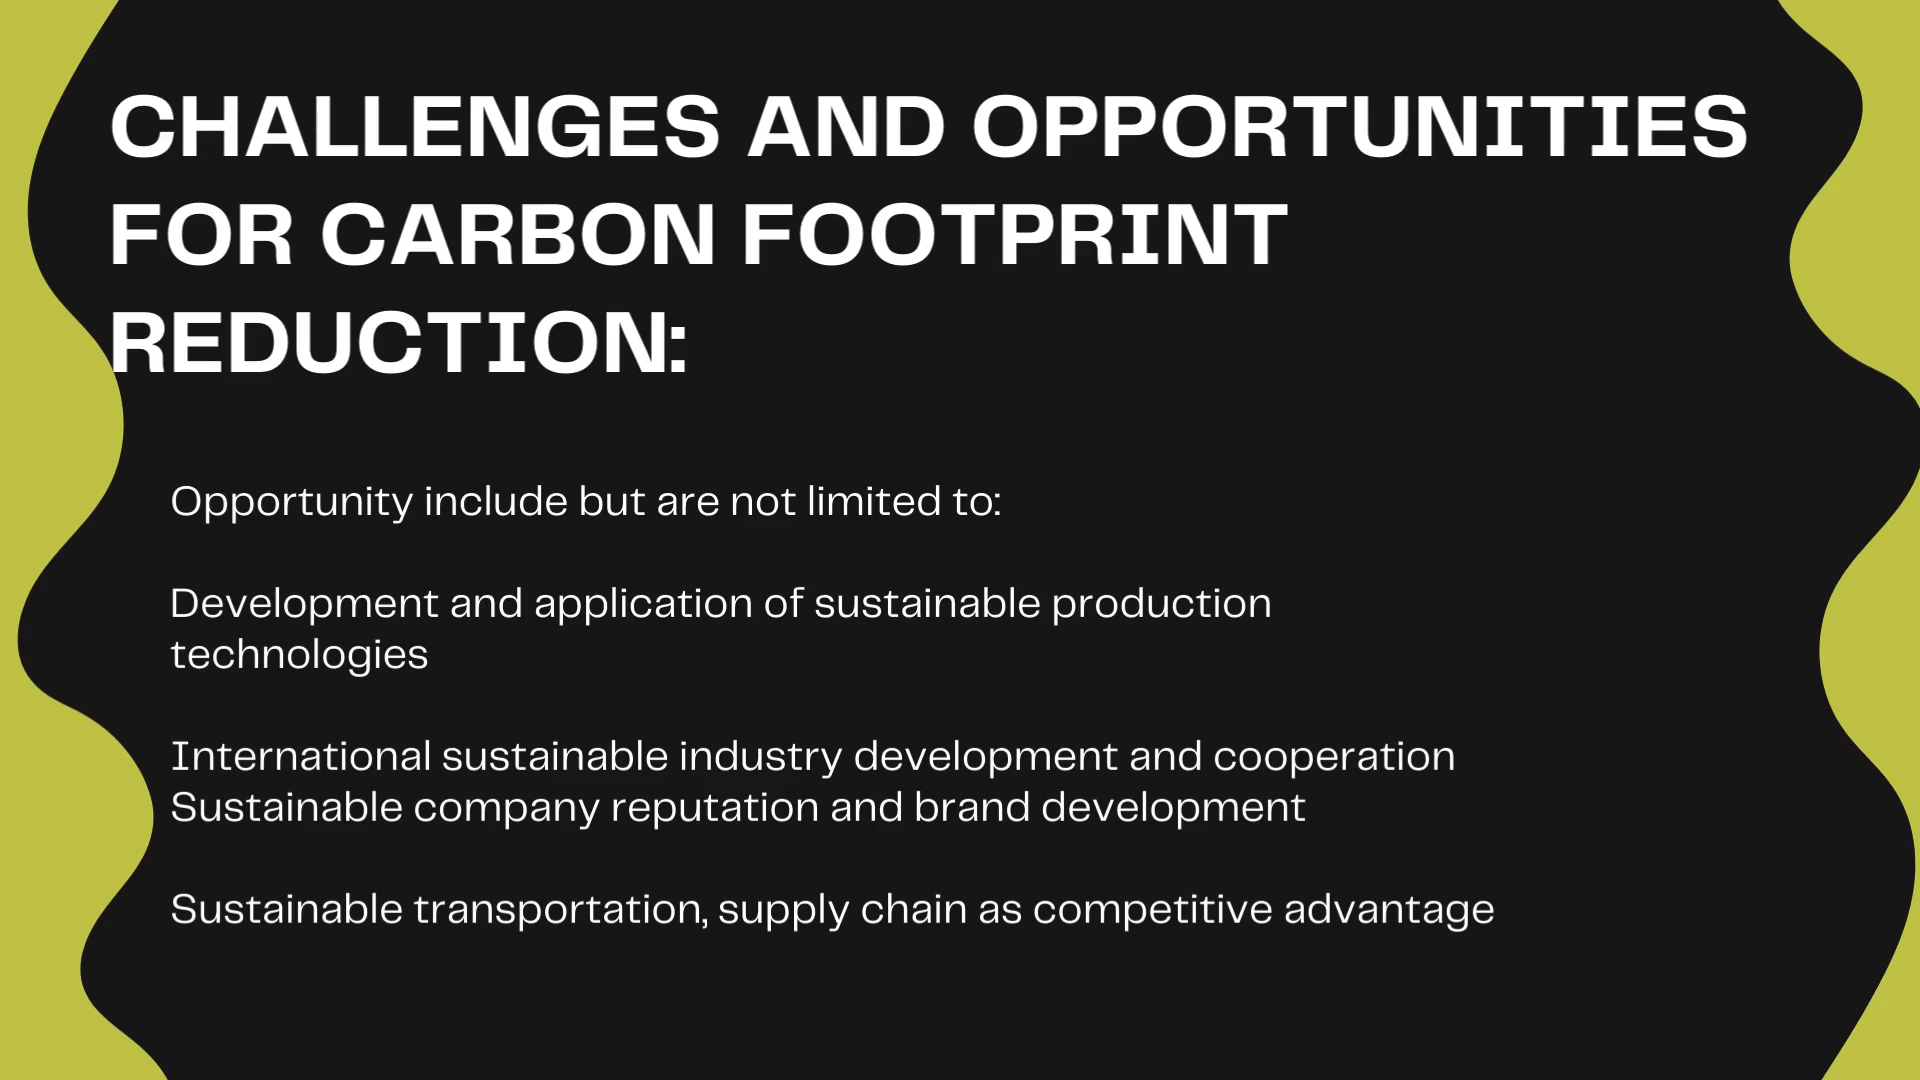 CHALLENGES AND OPPORTUNITIES
FOR CARBON FOOTPRINT
REDUCTION:
Opportunity include but are not limited to:
Development and application of sustainable production
technologies
International sustainable industry development and cooperation
Sustainable company reputation and brand development
Sustainable transportation, supply chain as competitive advantage